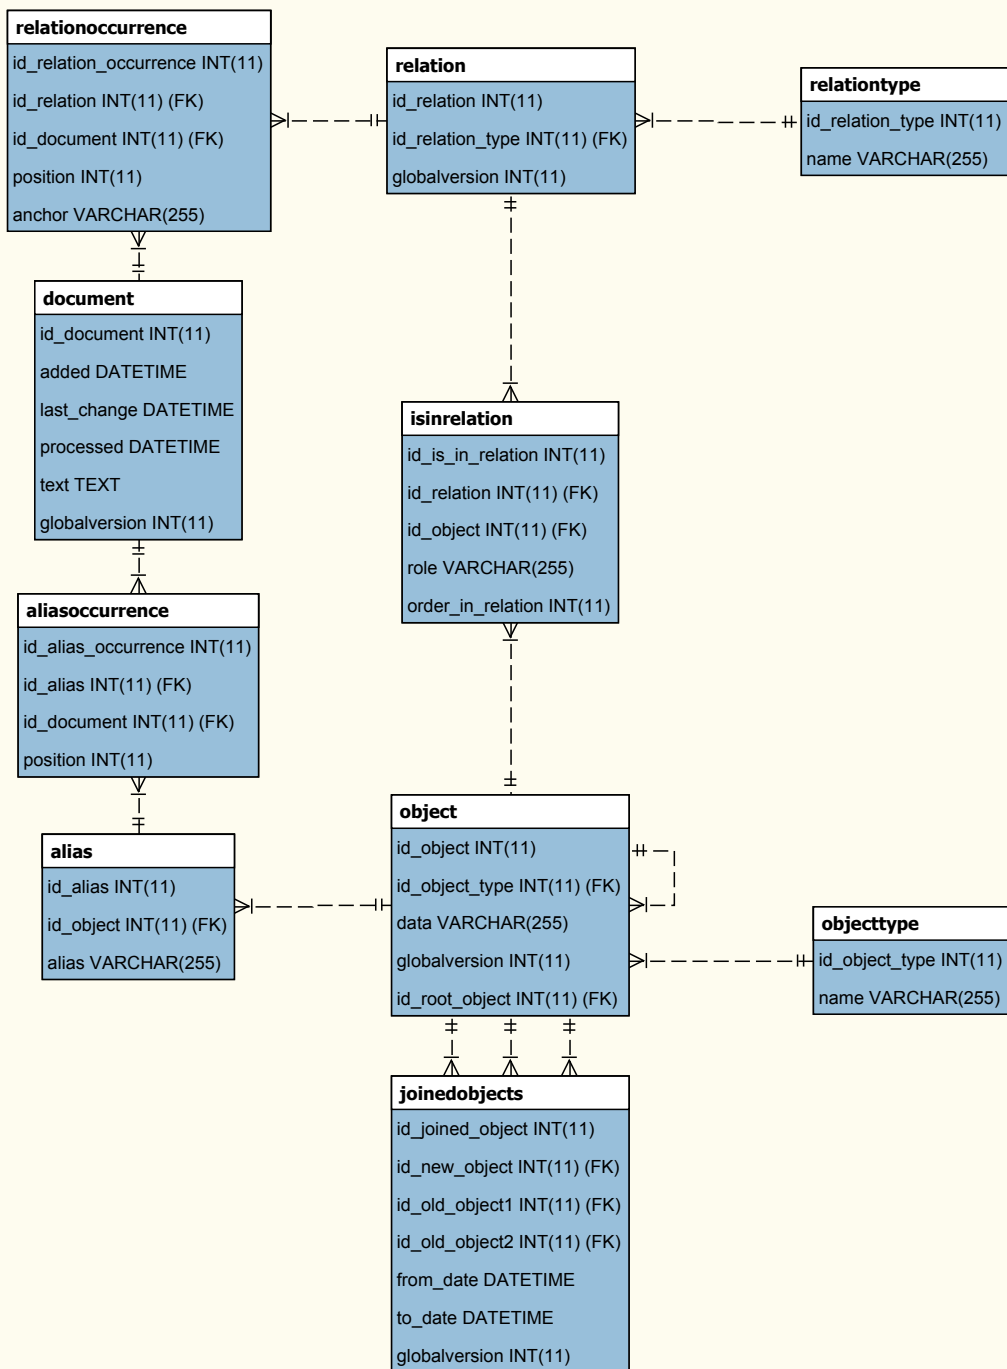 relationoccurrence
id_relation_occurrence INT(11)
id_relation INT(11) (FK)
id_document INT(11) (FK)
position INT(11)
anchor VARCHAR(255)
relation
id_relation INT(11)
id_relation_type INT(11) (FK)
globalversion INT(11)
relationtype
id_relation_type INT(11)
name VARCHAR(255)
document
id_document INT(11)
added DATETIME
last_change DATETIME
processed DATETIME
text TEXT
globalversion INT(11)
isinrelation
id_is_in_relation INT(11)
id_relation INT(11) (FK)
id_object INT(11) (FK)
role VARCHAR(255)
order_in_relation INT(11)
aliasoccurrence
id_alias_occurrence INT(11)
id_alias INT(11) (FK)
id_document INT(11) (FK)
position INT(11)
alias
id_alias INT(11)
id_object INT(11) (FK)
alias VARCHAR(255)
object
id_object INT(11)
id_object_type INT(11) (FK)
data VARCHAR(255)
globalversion INT(11)
id_root_object INT(11) (FK)
objecttype
id_object_type INT(11)
name VARCHAR(255)
joinedobjects
id_joined_object INT(11)
id_new_object INT(11) (FK)
id_old_object1 INT(11) (FK)
id_old_object2 INT(11) (FK)
from_date DATETIME
to_date DATETIME
globalversion INT(11)